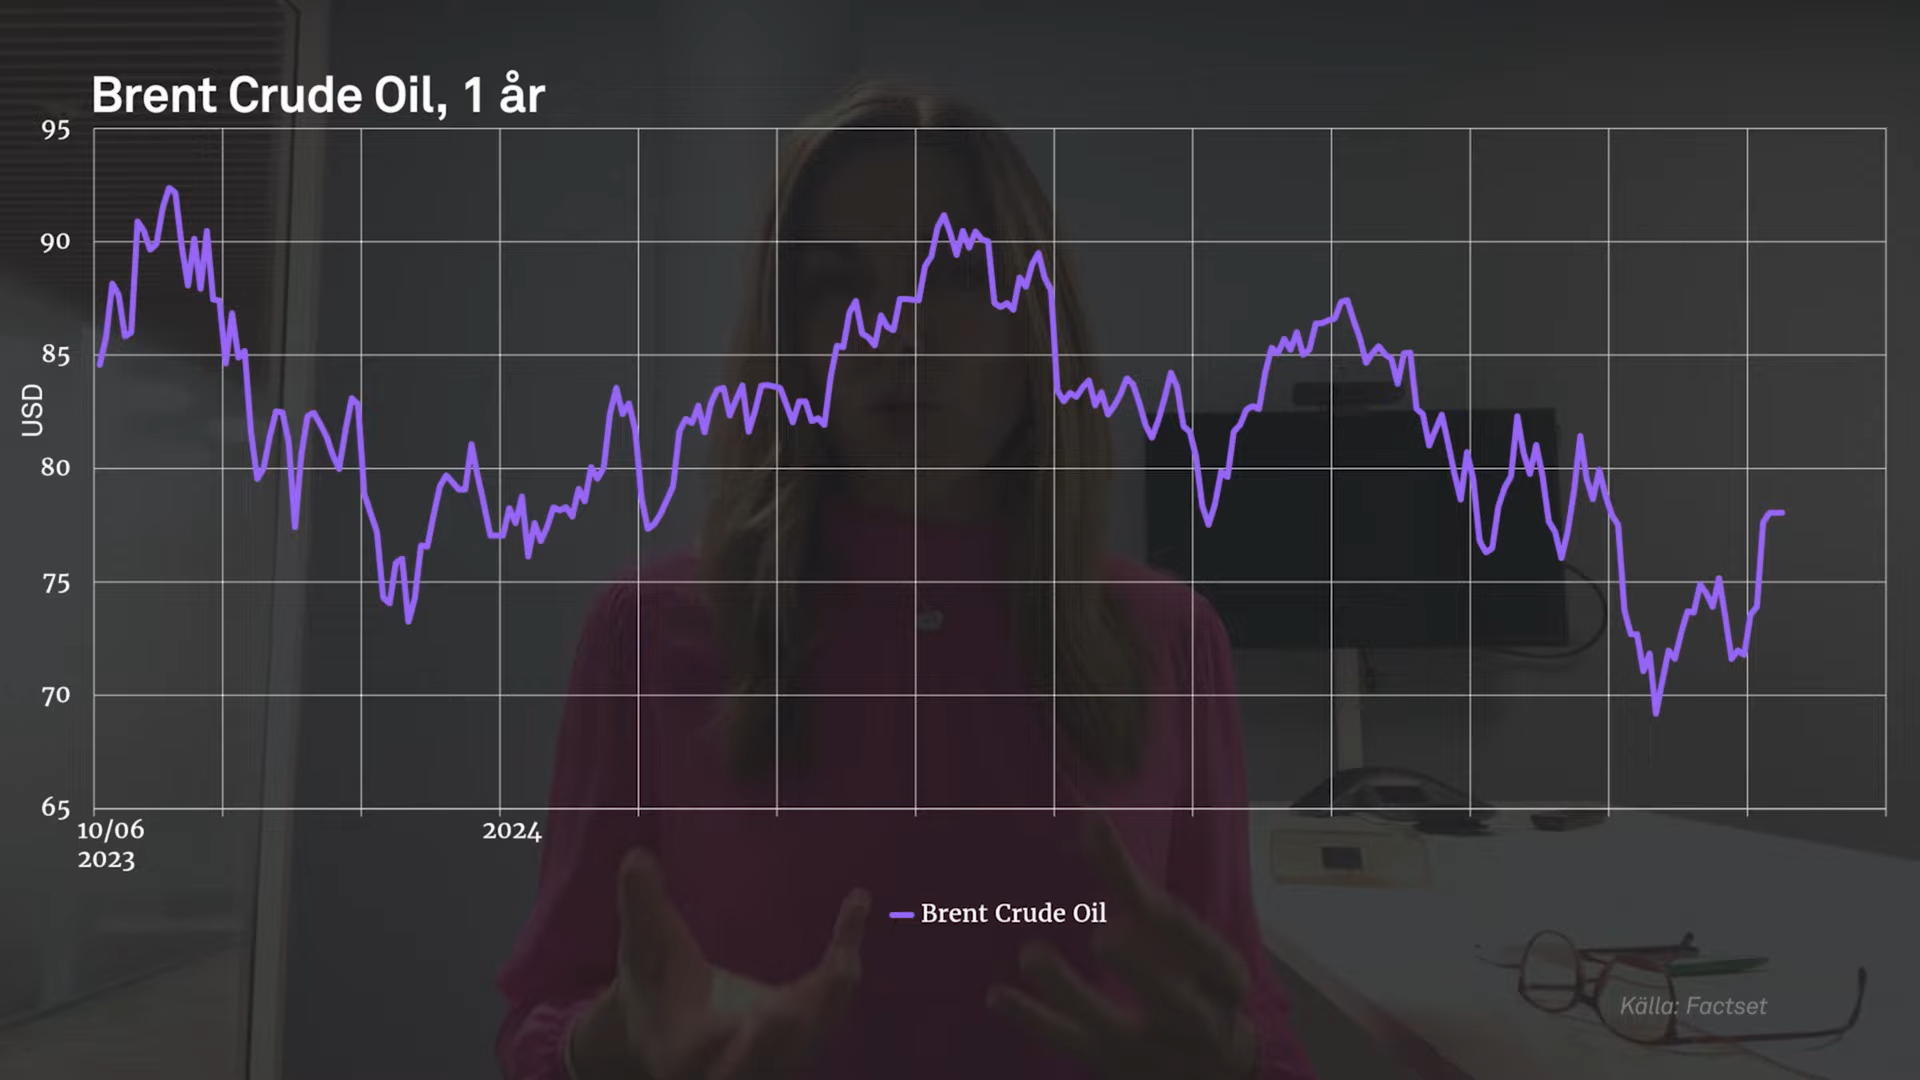 Brent Crude Oil, 1 år
95
90
85
80
75
70
65
USD
10/06
2023
2024
Brent Crude Oil
Källa: Factset